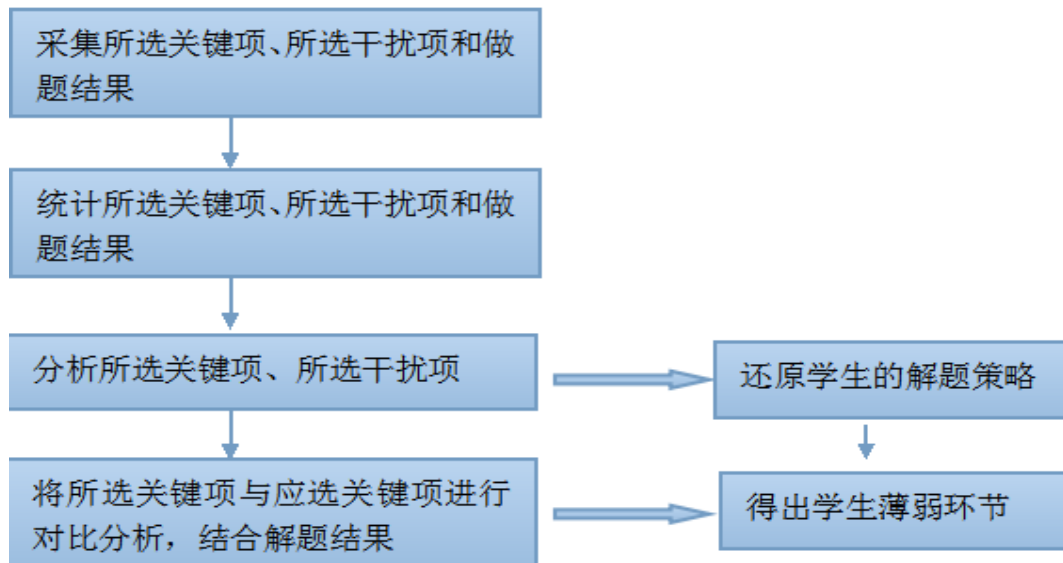 采集所选关键项、所选干扰项和做
题结果
统计所选关键项、所选干扰项和做
题结果
分析所选关键项、所选干扰项
还原学生的解题策略
将所选关键项与应选关键项进行
对比分析，结合解题结果
得出学生薄弱环节